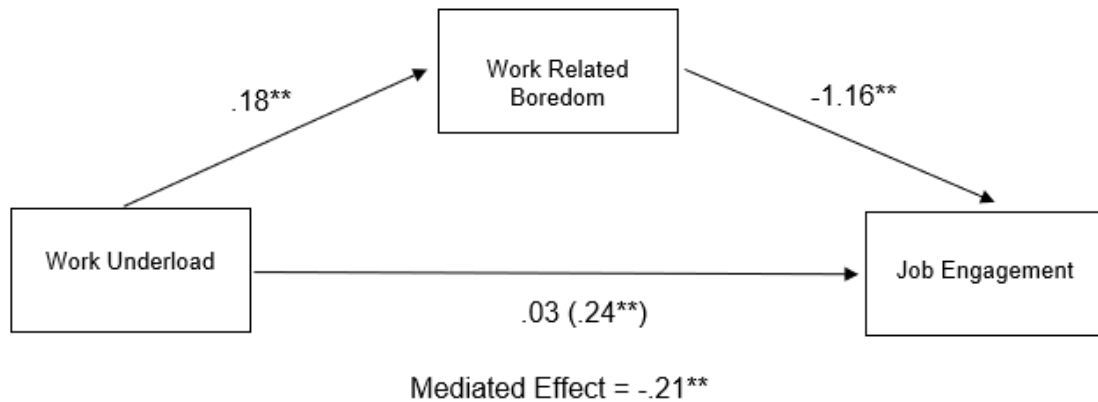 Work Related
Boredom
.18**
-1.16**
Work Underload
Job Engagement
.03 (.24**)
Mediated Effect = -.21**